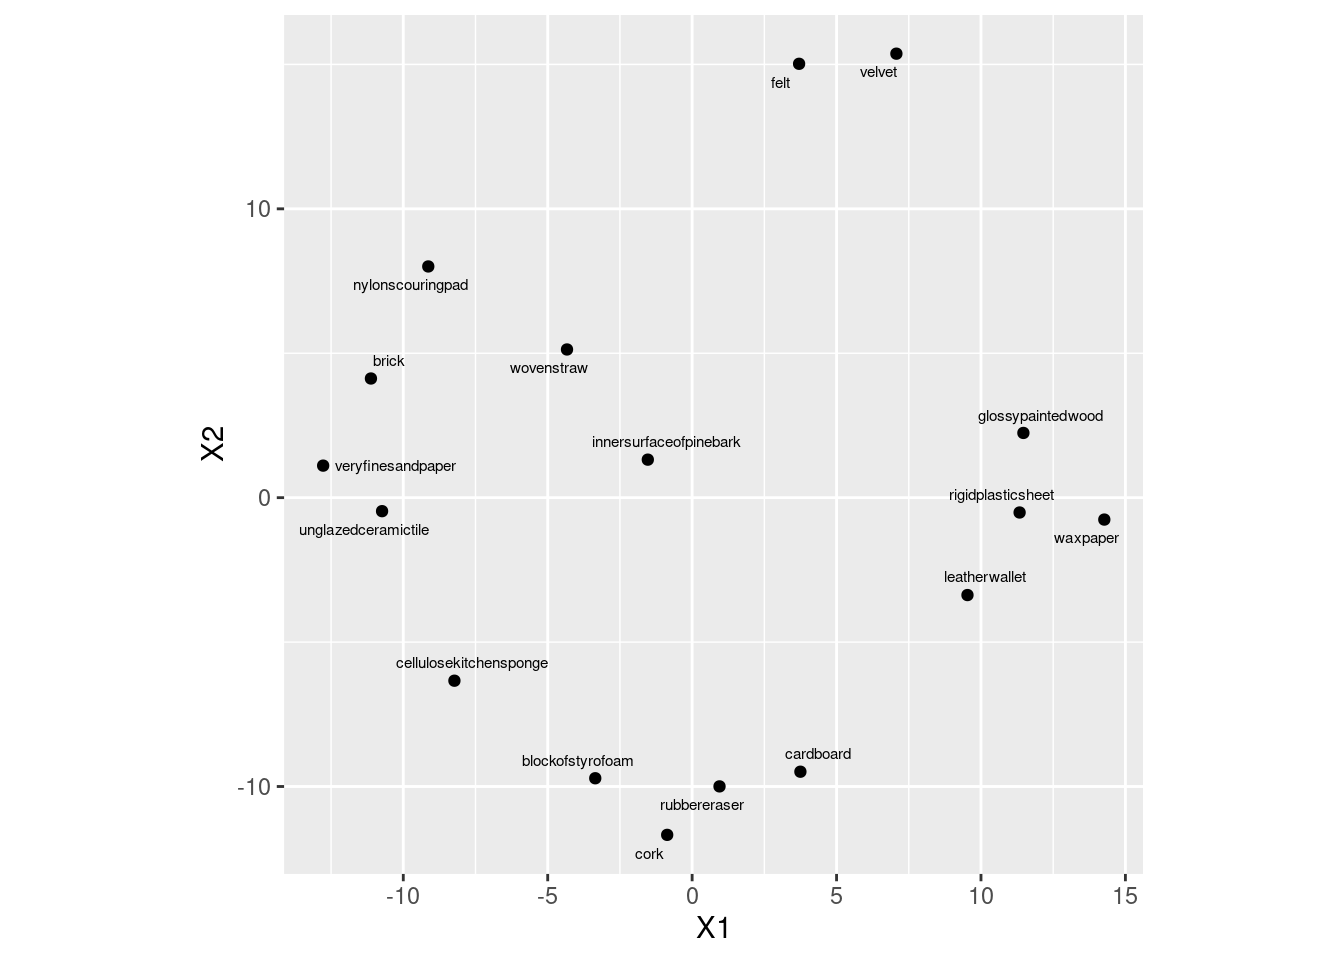 velvet
felt
10
nylonscouringpad
brick
wovenstraw
glossypaintedwood
innersurfaceofpinebark
X2
veryfinesandpaper
0
rigidplasticsheet
unglazedceramictile
waxpaper
leatherwallet
cellulosekitchensponge
cardboard
blockofstyrofoam
-10
rubbereraser
cork
-10 -5 0 5 10 15
X1